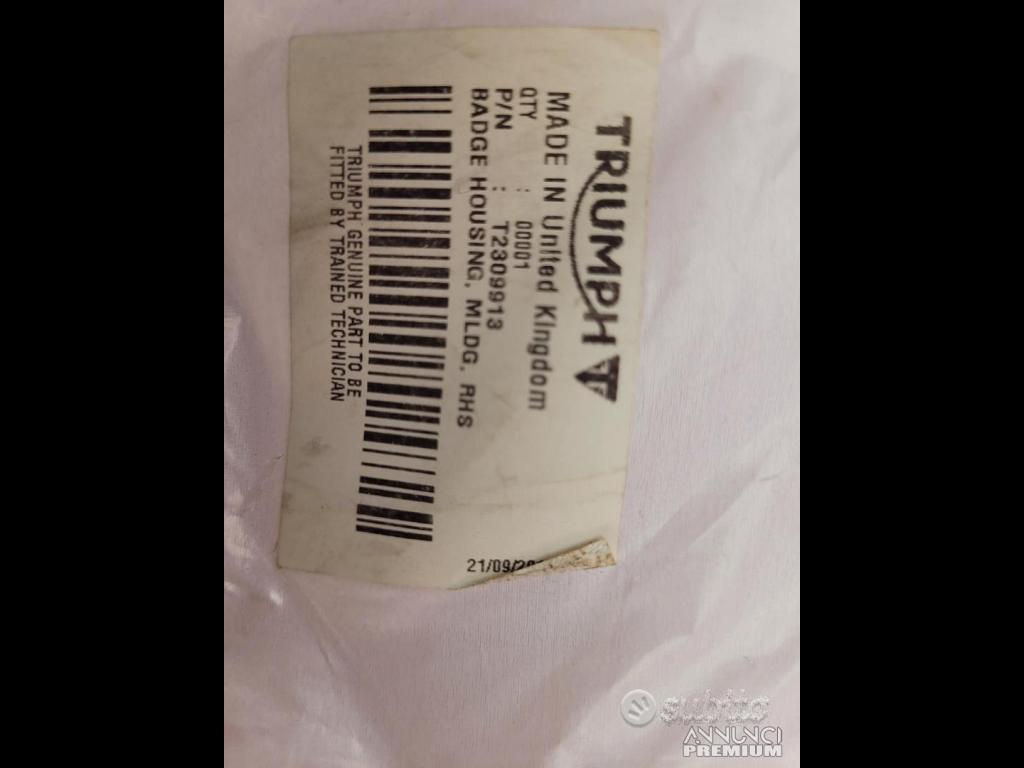 TRIUMPH
MADE IN United Kingdom
QTY : 00001
P/N : T2309913
BADGE HOUSING, MLDG, RHS
TRIUMPH GENUINE PART TO BE
FITTED BY TRAINED TECHNICIAN
21/09/20
subito
ANNUNCI
PREMIUM